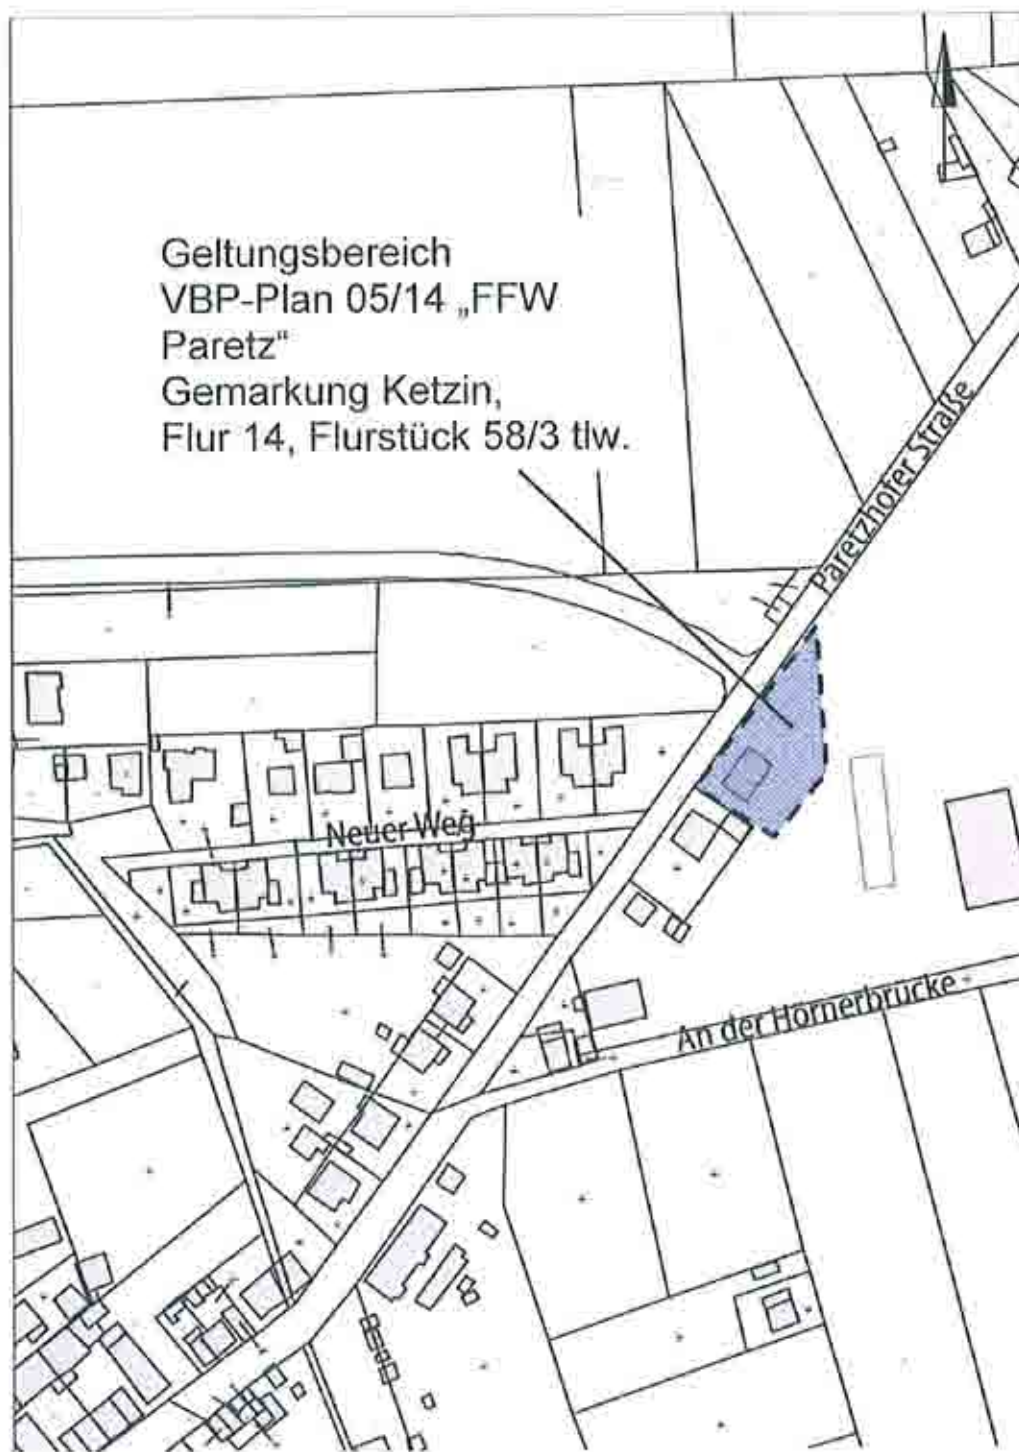 Geltungsbereich
VBP-Plan 05/14 „FFW
Paretz“
Gemarkung Ketzin,
Flur 14, Flurstück 58/3 tlw.
Paretzhofer Straße
Neuer Weg
An der Hörnerbrücke